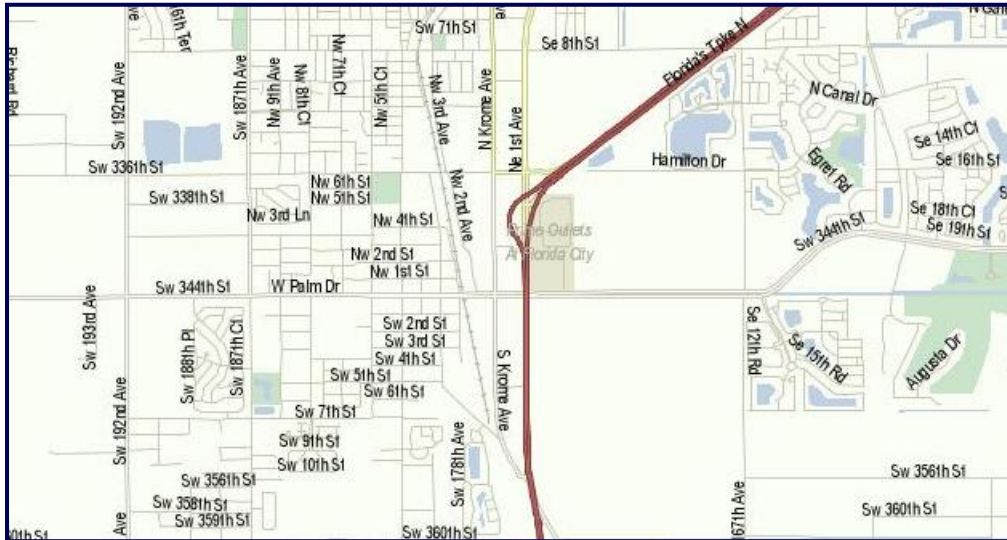 16th Ter
Sw 71th St
Ave
N Gate
Richard Rd
Sw 192nd Ave
Sw 187th Ave
Nw 9th Ave
Nw 8th Ct
Nw 7th Ct
Nw 5th Ct
Nw 3rd Ave
N Krome Ave
Ne 1st Ave
Se 81th St
Florida's Tpke N
N Canal Dr
Se 14th Ct
Se 16th St
Hamilton Dr
Egret Rd
Sw 336th St
Sw 338th St
Nw 6th St
Nw 5th St
Nw 3rd Ln
Nw 4th St
Nw 2nd Ave
Se 18th Ct
Se 19th St
Prime Outlets
At Florida City
Sw 344th St
Nw 2nd St
Nw 1st St
Sw 344th St
W Palm Dr
Sw 193rd Ave
Sw 188th Pl
Sw 187th Ct
Sw 2nd St
Sw 3rd St
Sw 4th St
Sw 5th St
Sw 6th St
S Krome Ave
Se 12th Rd
Se 15th Rd
Augusta Dr
Sw 192nd Ave
Sw 7th St
Sw 9th St
Sw 10th St
Sw 178th Ave
Sw 356th St
Sw 358th St
Sw 359th St
Sw 360th St
Ave
167th Ave
Sw 356th St
Sw 360th St